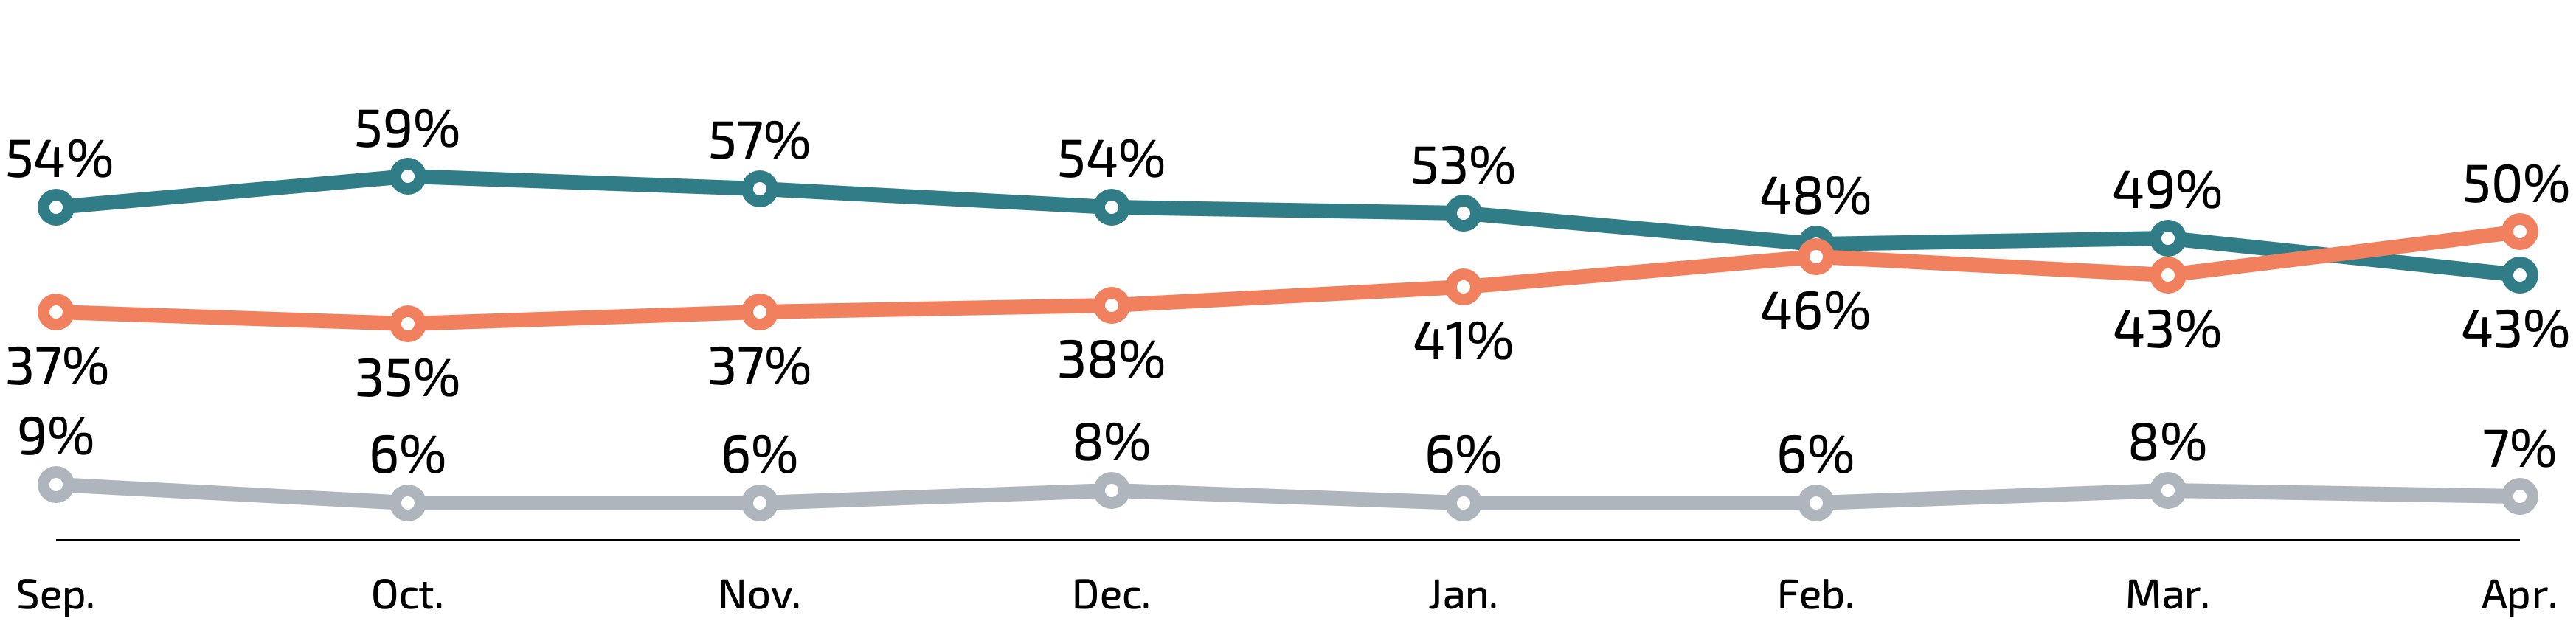 54% 59% 57% 54% 53% 48% 49% 50%
37% 35% 37% 38% 41% 46% 43% 43%
9% 6% 6% 8% 6% 6% 8% 7%
Sep. Oct. Nov. Dec. Jan. Feb. Mar. Apr.